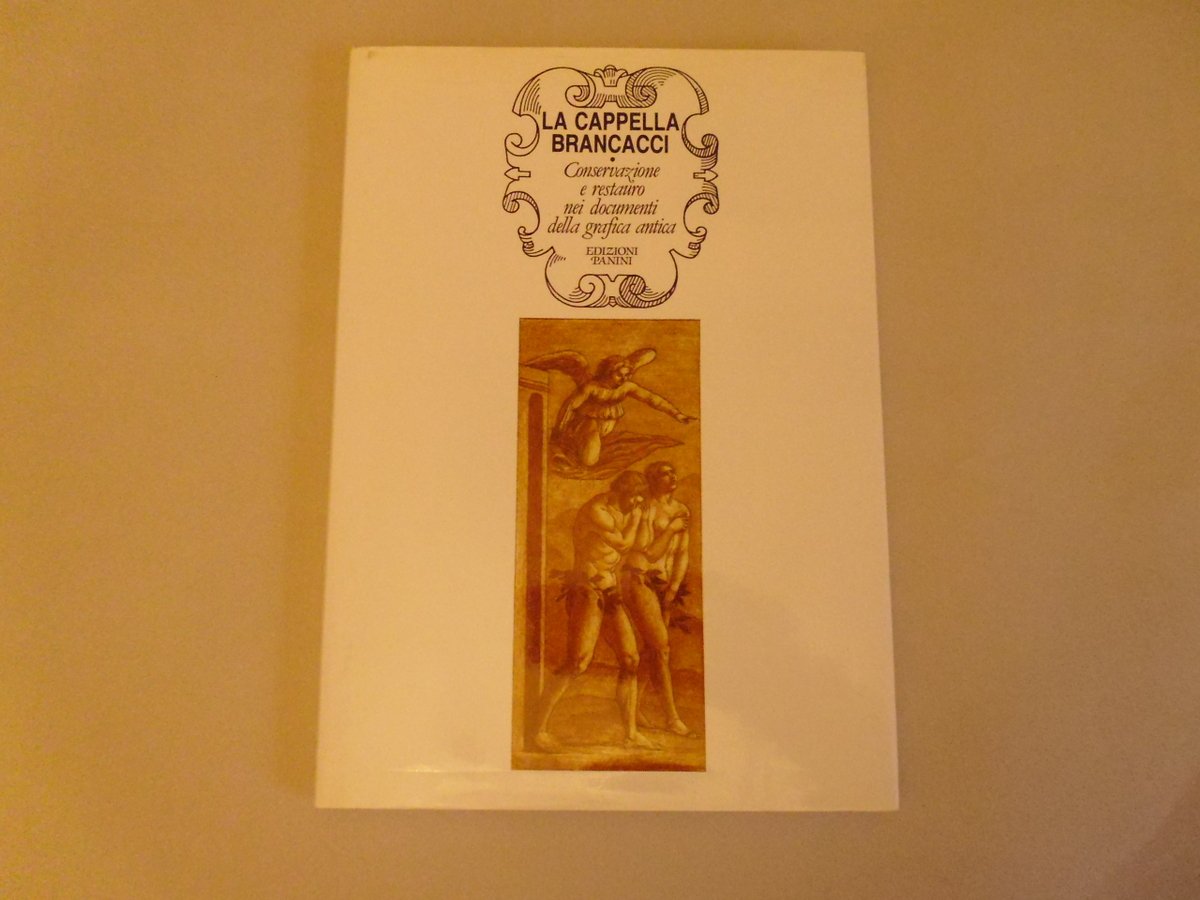 LA CAPPELLA
BRANCACCI
•
Conservazione
e restauro
nei documenti
della grafica antica
EDIZIONI
PANINI